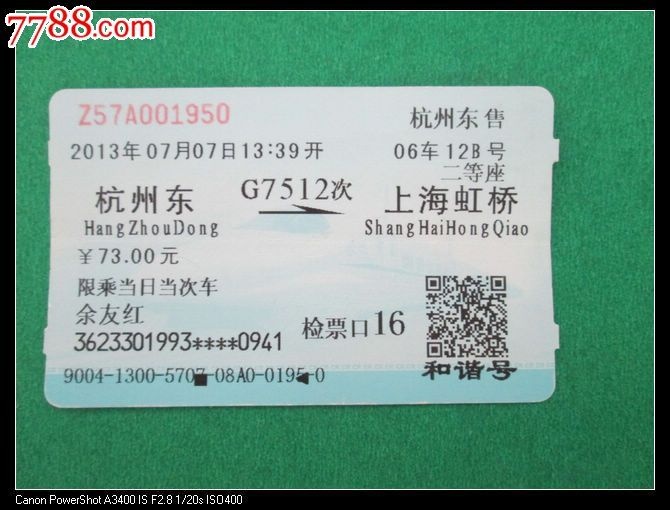 7788.com
Z57A001950 杭州东 售
2013年07月07日13:39开 06车 12B号
二等座
杭州东 G7512次 上海虹桥
HangZhouDong ShangHaiHongQiao
￥73.00元
限乘当日当次车
余友红
检票口16
3623301993****0941
和谐号
9004-1300-5707-08A0-0195-0
Canon PowerShot A3400 IS F2.8 1/20s ISO400